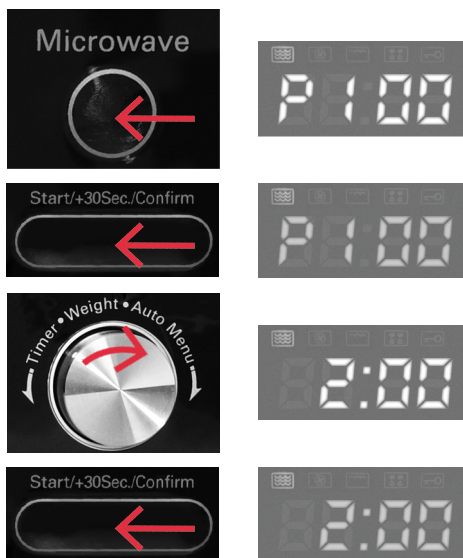 Microwave
P100
Start/+30Sec./Confirm
P100
Timer • Weight • Auto Menu
2:00
Start/+30Sec./Confirm
2:00